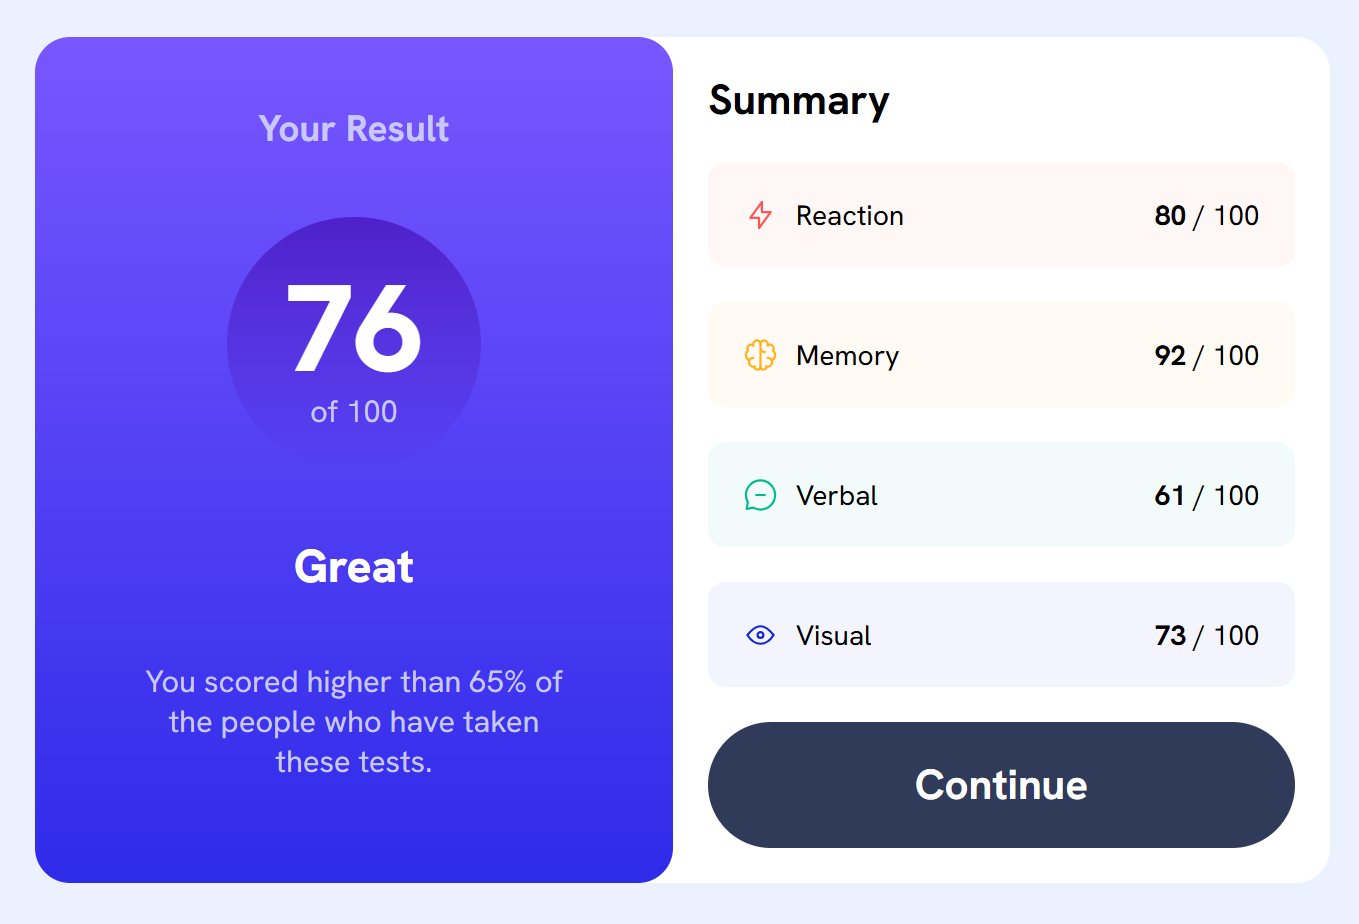 Your Result
76
of 100
Great
You scored higher than 65% of
the people who have taken
these tests.
Summary
Reaction 80 / 100
Memory 92 / 100
Verbal 61 / 100
Visual 73 / 100
Continue